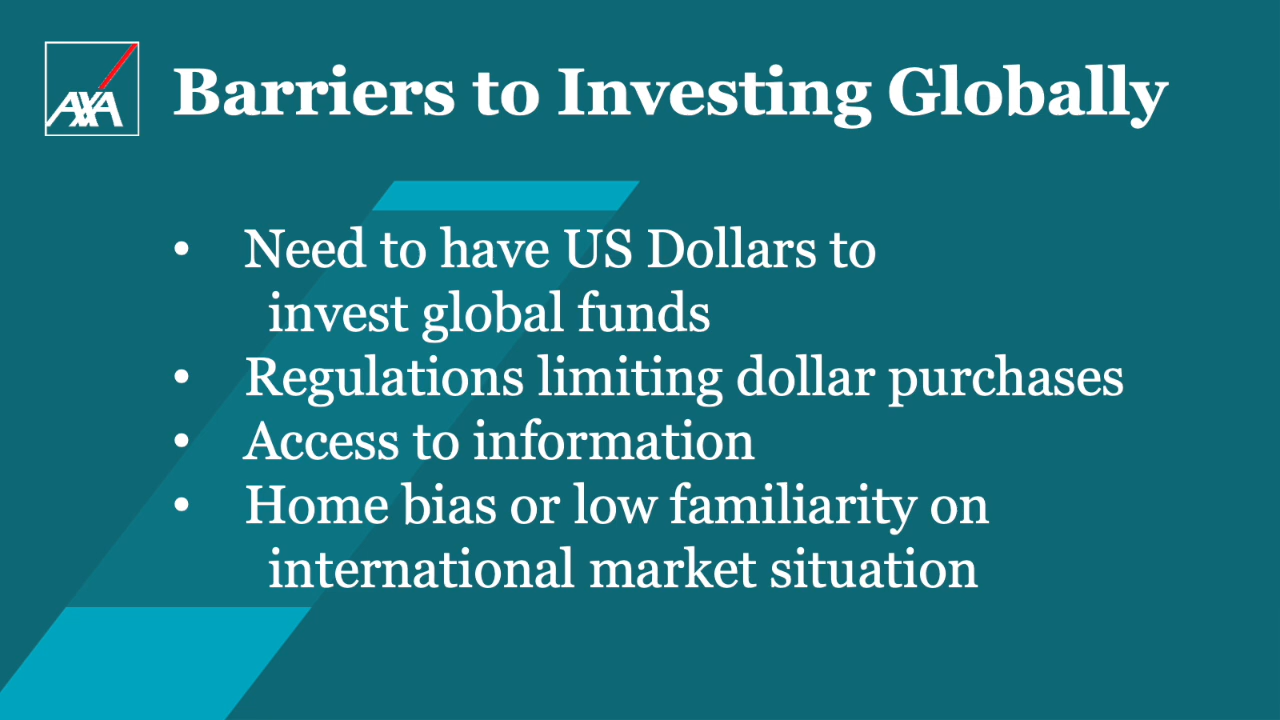 AXA
Barriers to Investing Globally
• Need to have US Dollars to
invest global funds
• Regulations limiting dollar purchases
• Access to information
• Home bias or low familiarity on
international market situation